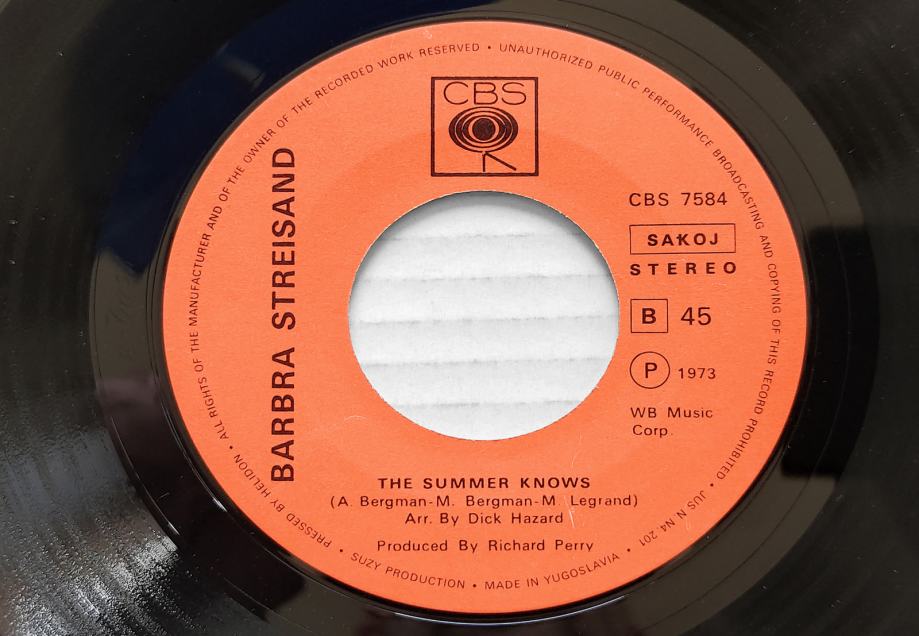 PRESSED BY HELIDON • ALL RIGHTS OF THE MANUFACTURER AND OF THE OWNER OF THE RECORDED WORK RESERVED • UNAUTHORIZED PUBLIC PERFORMANCE BROADCASTING AND COPYING OF THIS RECORD PROHIBITED • JUS N N4 201
CBS
BARBRA STREISAND
CBS 7584
SAKOJ
STEREO
B 45
P 1973
WB Music
Corp.
THE SUMMER KNOWS
(A. Bergman-M. Bergman-M. Legrand)
Arr. By Dick Hazard
Produced By Richard Perry
• SUZY PRODUCTION • MADE IN YUGOSLAVIA •